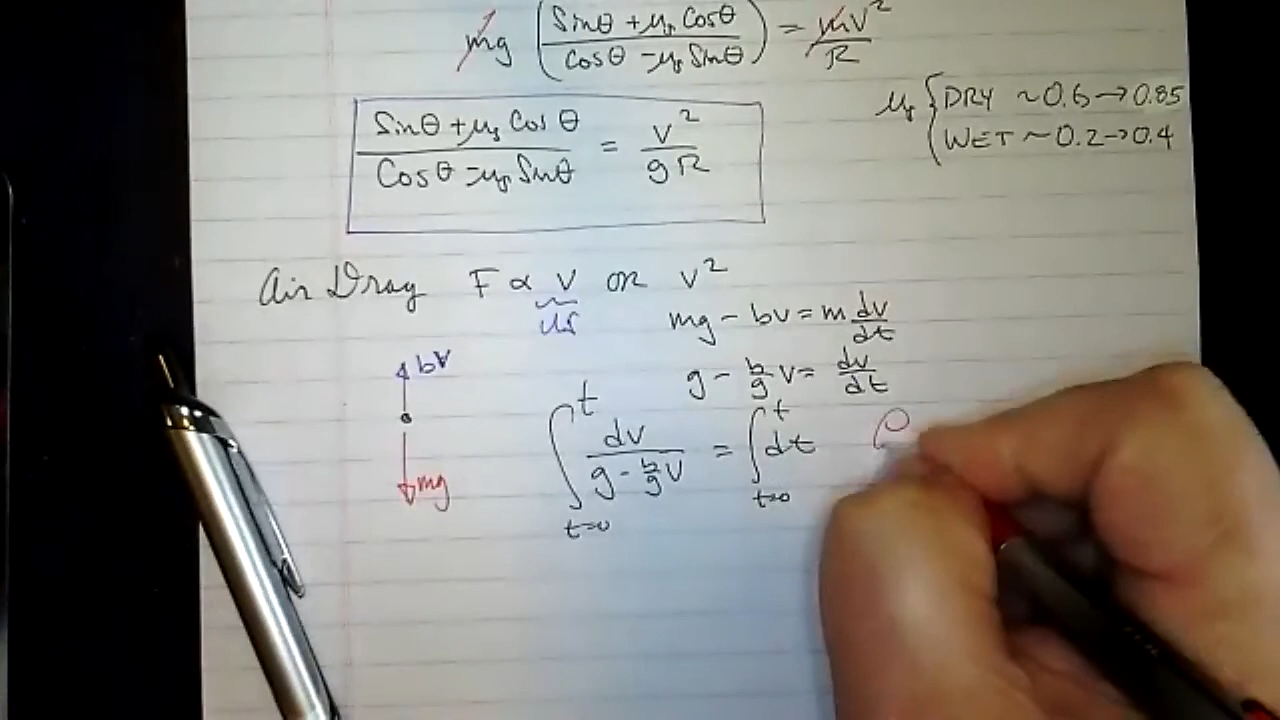 mg (Sinθ + μs Cosθ / Cosθ - μs Sinθ) = mv² / R
Sinθ + μs Cosθ / Cosθ - μs Sinθ = v² / gR
μs { DRY ~0.6→0.85
WET ~0.2→0.4
Air Drag F ∝ v or v²
us
mg - bv = m dv/dt
bv
g - b/g v = dv/dt
∫ t=0 t dv / g - b/g v = ∫ t=0 t dt
mg